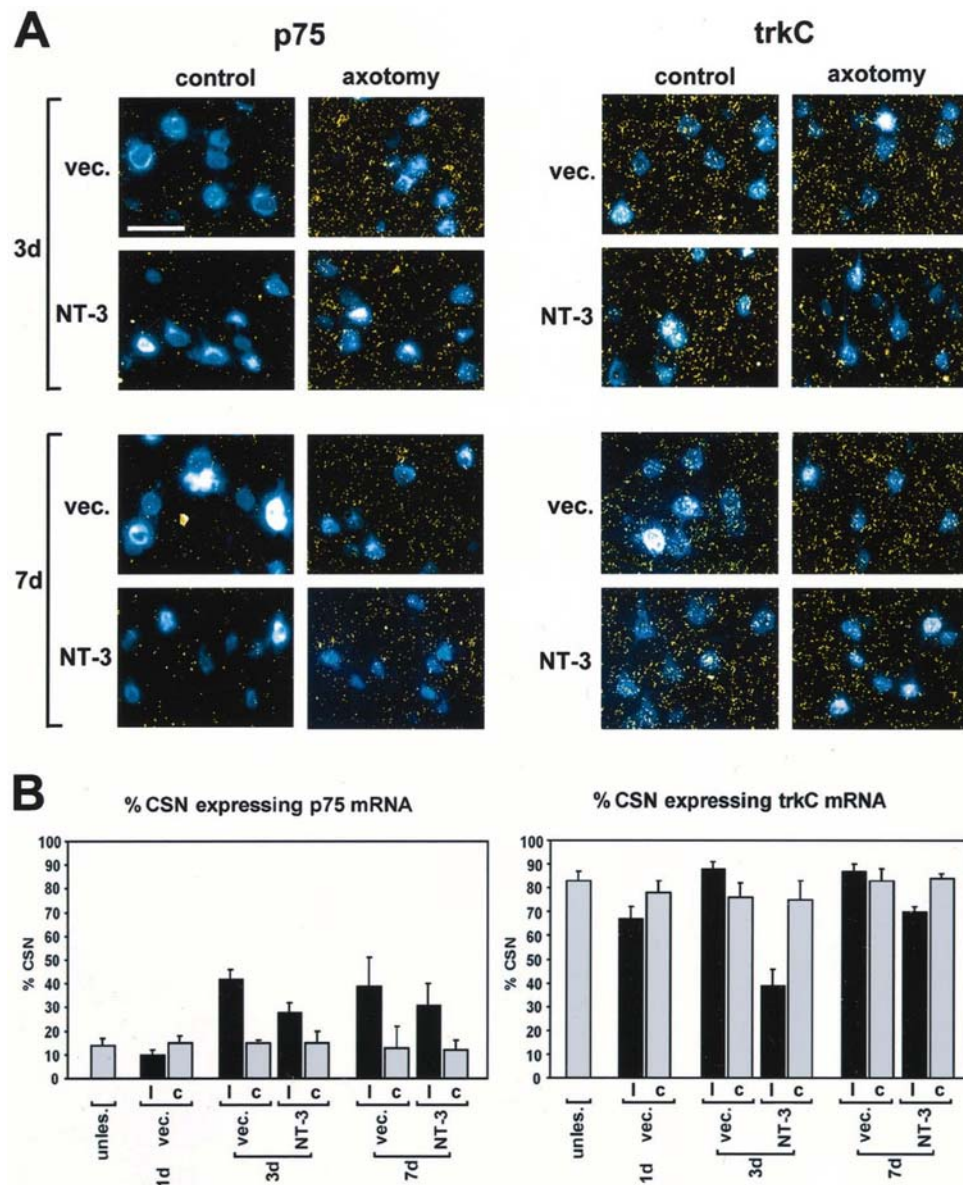 A
p75 trkC
control axotomy control axotomy
3d vec. vec.
NT-3 NT-3
7d vec. vec.
NT-3 NT-3
B
% CSN expressing p75 mRNA
% CSN
100
90
80
70
60
50
40
30
20
10
0
l c l c l c l c l c
unles. vec. vec. NT-3 vec. NT-3
1d 3d 7d
% CSN expressing trkC mRNA
% CSN
100
90
80
70
60
50
40
30
20
10
0
l c l c l c l c l c
unles. vec. vec. NT-3 vec. NT-3
1d 3d 7d